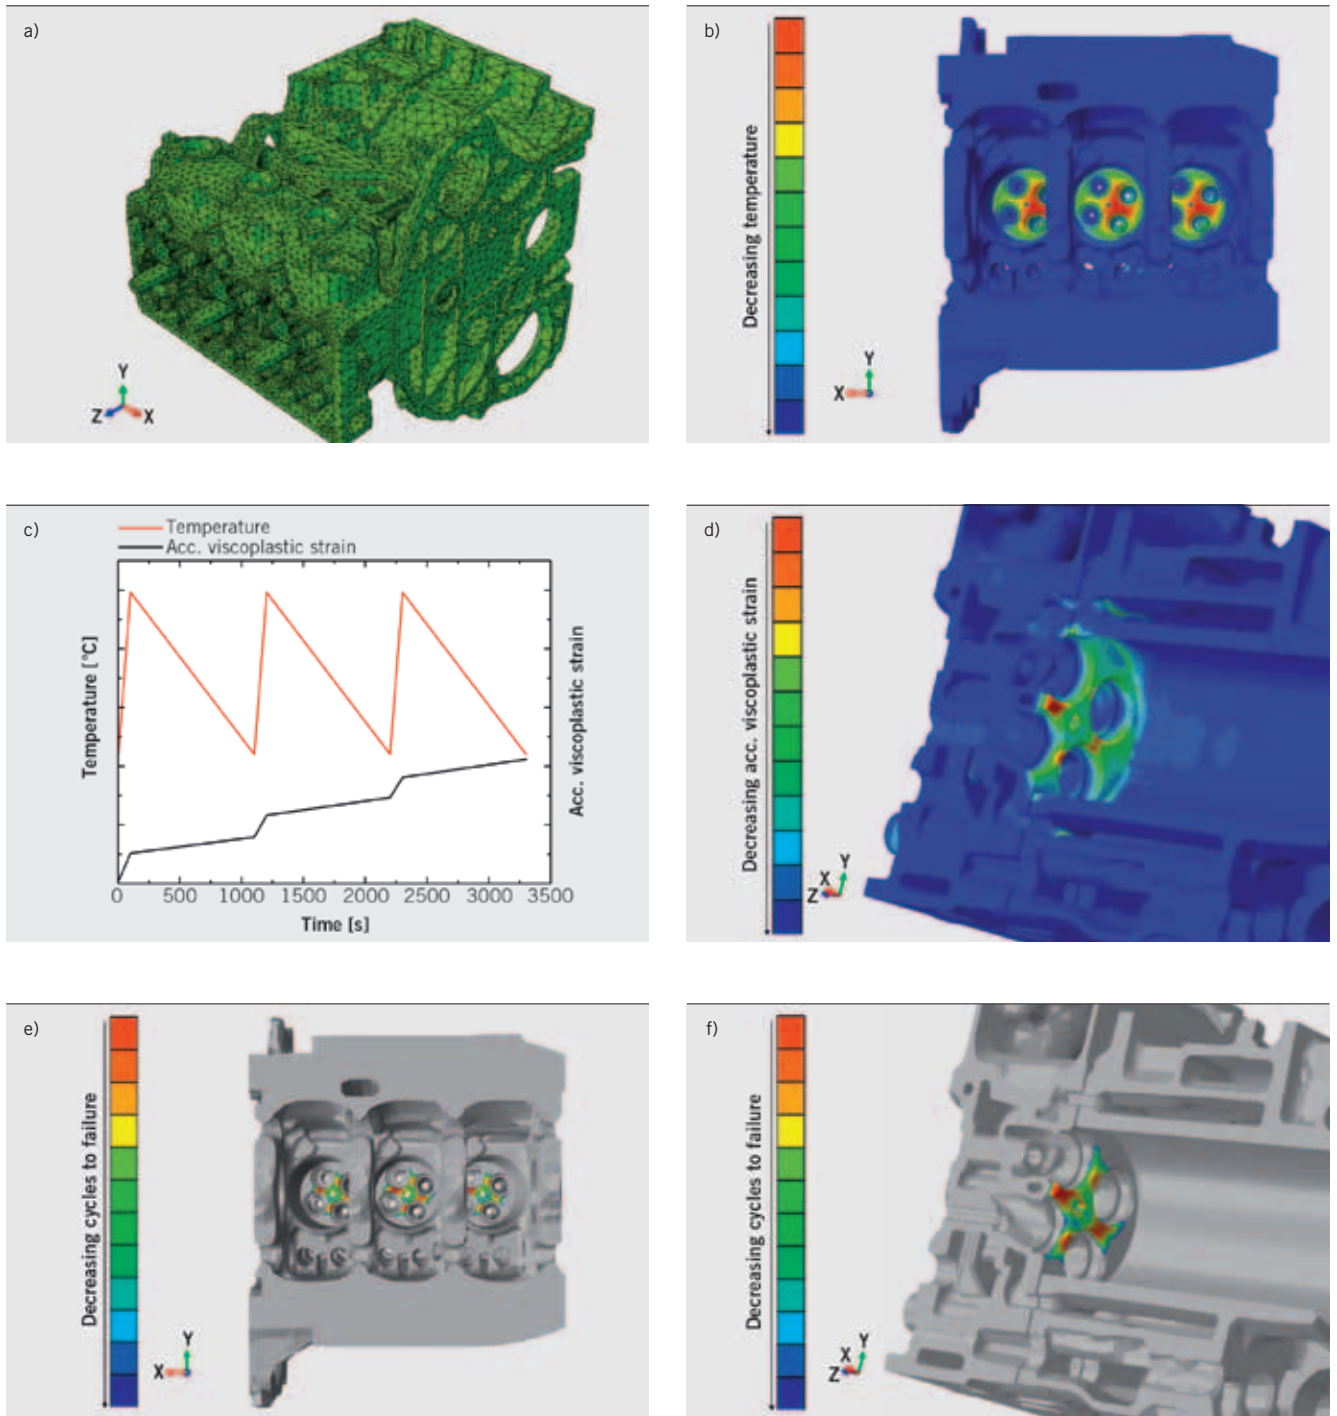 a)
Y
Z
X
b)
Decreasing temperature
Y
X
c)
Temperature
Acc. viscoplastic strain
Temperature [°C]
Acc. viscoplastic strain
0 500 1000 1500 2000 2500 3000 3500
Time [s]
d)
Decreasing acc. viscoplastic strain
Y
X
Z
e)
Decreasing cycles to failure
Y
X
f)
Decreasing cycles to failure
Y
X
Z